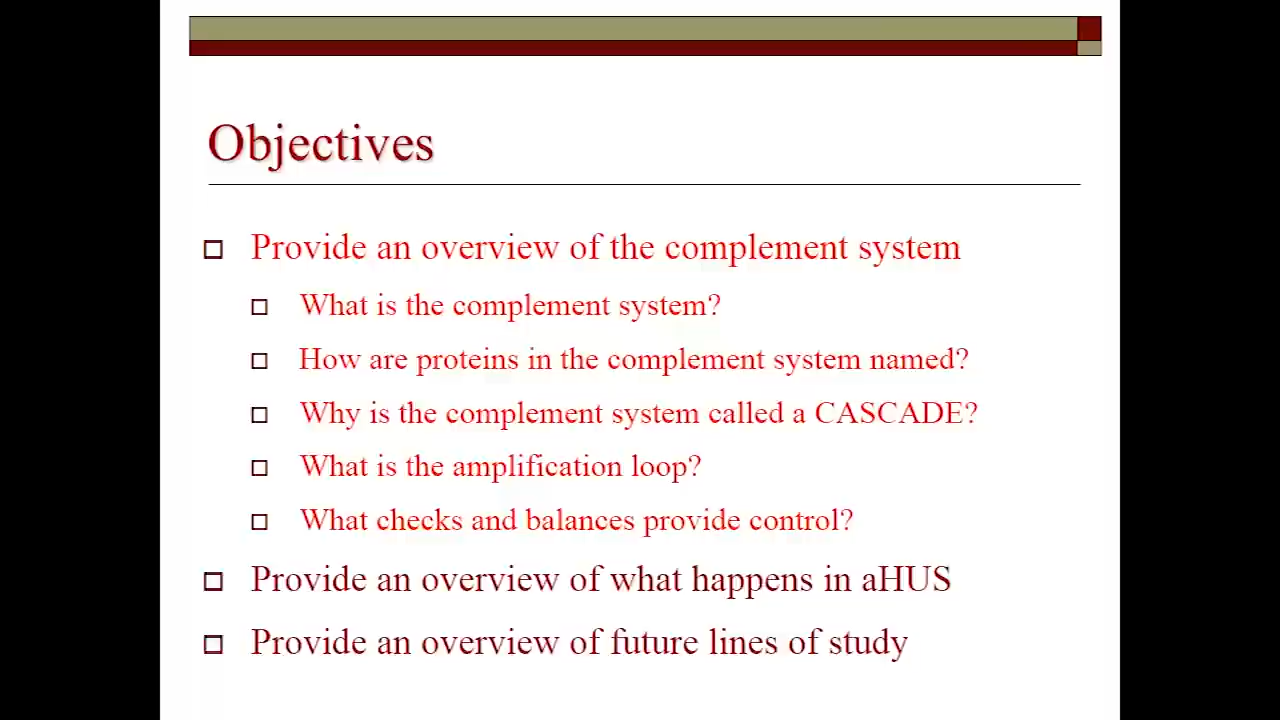 Objectives
Provide an overview of the complement system
What is the complement system?
How are proteins in the complement system named?
Why is the complement system called a CASCADE?
What is the amplification loop?
What checks and balances provide control?
Provide an overview of what happens in aHUS
Provide an overview of future lines of study